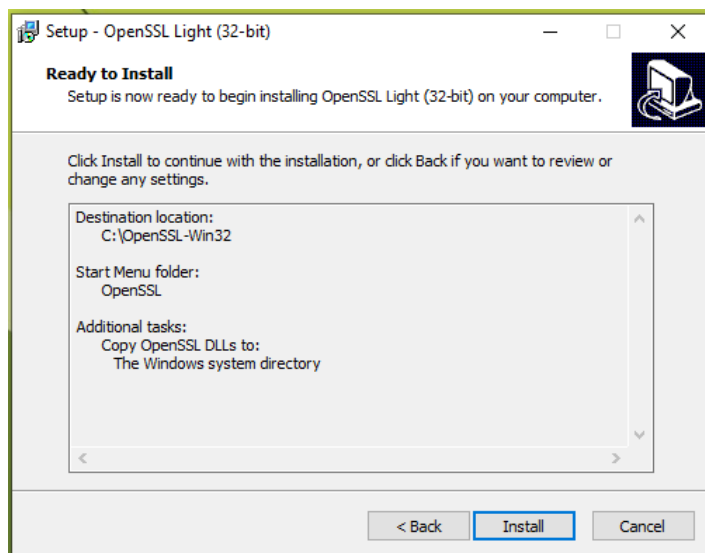 Setup - OpenSSL Light (32-bit)
Ready to Install
Setup is now ready to begin installing OpenSSL Light (32-bit) on your computer.
Click Install to continue with the installation, or click Back if you want to review or
change any settings.
Destination location:
C:\OpenSSL-Win32
Start Menu folder:
OpenSSL
Additional tasks:
Copy OpenSSL DLLs to:
The Windows system directory
< Back
Install
Cancel